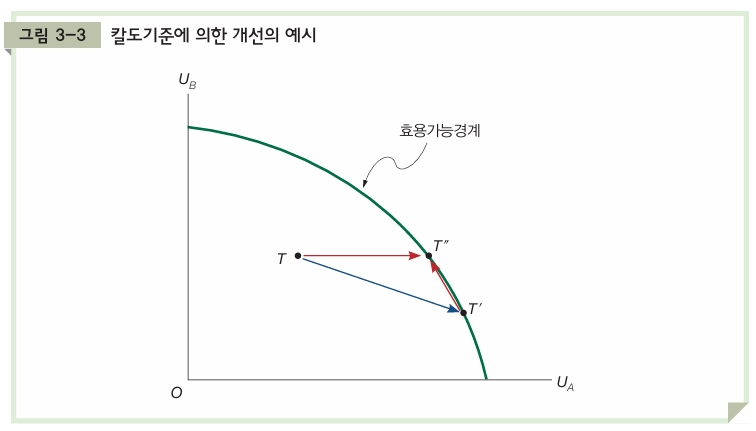 그림 3-3 칼도기준에 의한 개선의 예시
U_B
효용가능경계
T″
T
T′
O
U_A